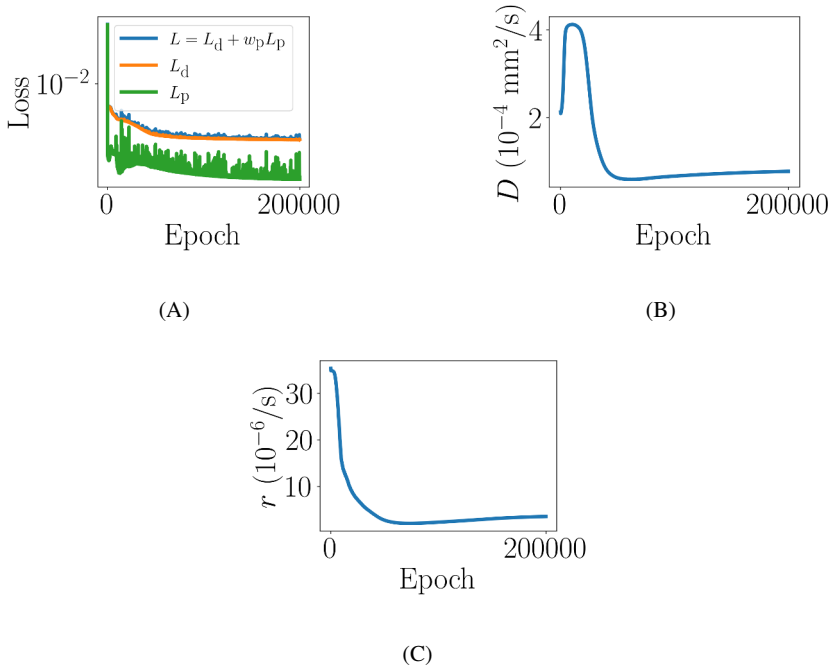 L = L_d + w_p L_p
L_d
L_p
10^−2
Loss
0
200000
Epoch
(A)
4
2
D (10^−4 mm^2/s)
0
200000
Epoch
(B)
30
20
10
r (10^−6/s)
0
200000
Epoch
(C)